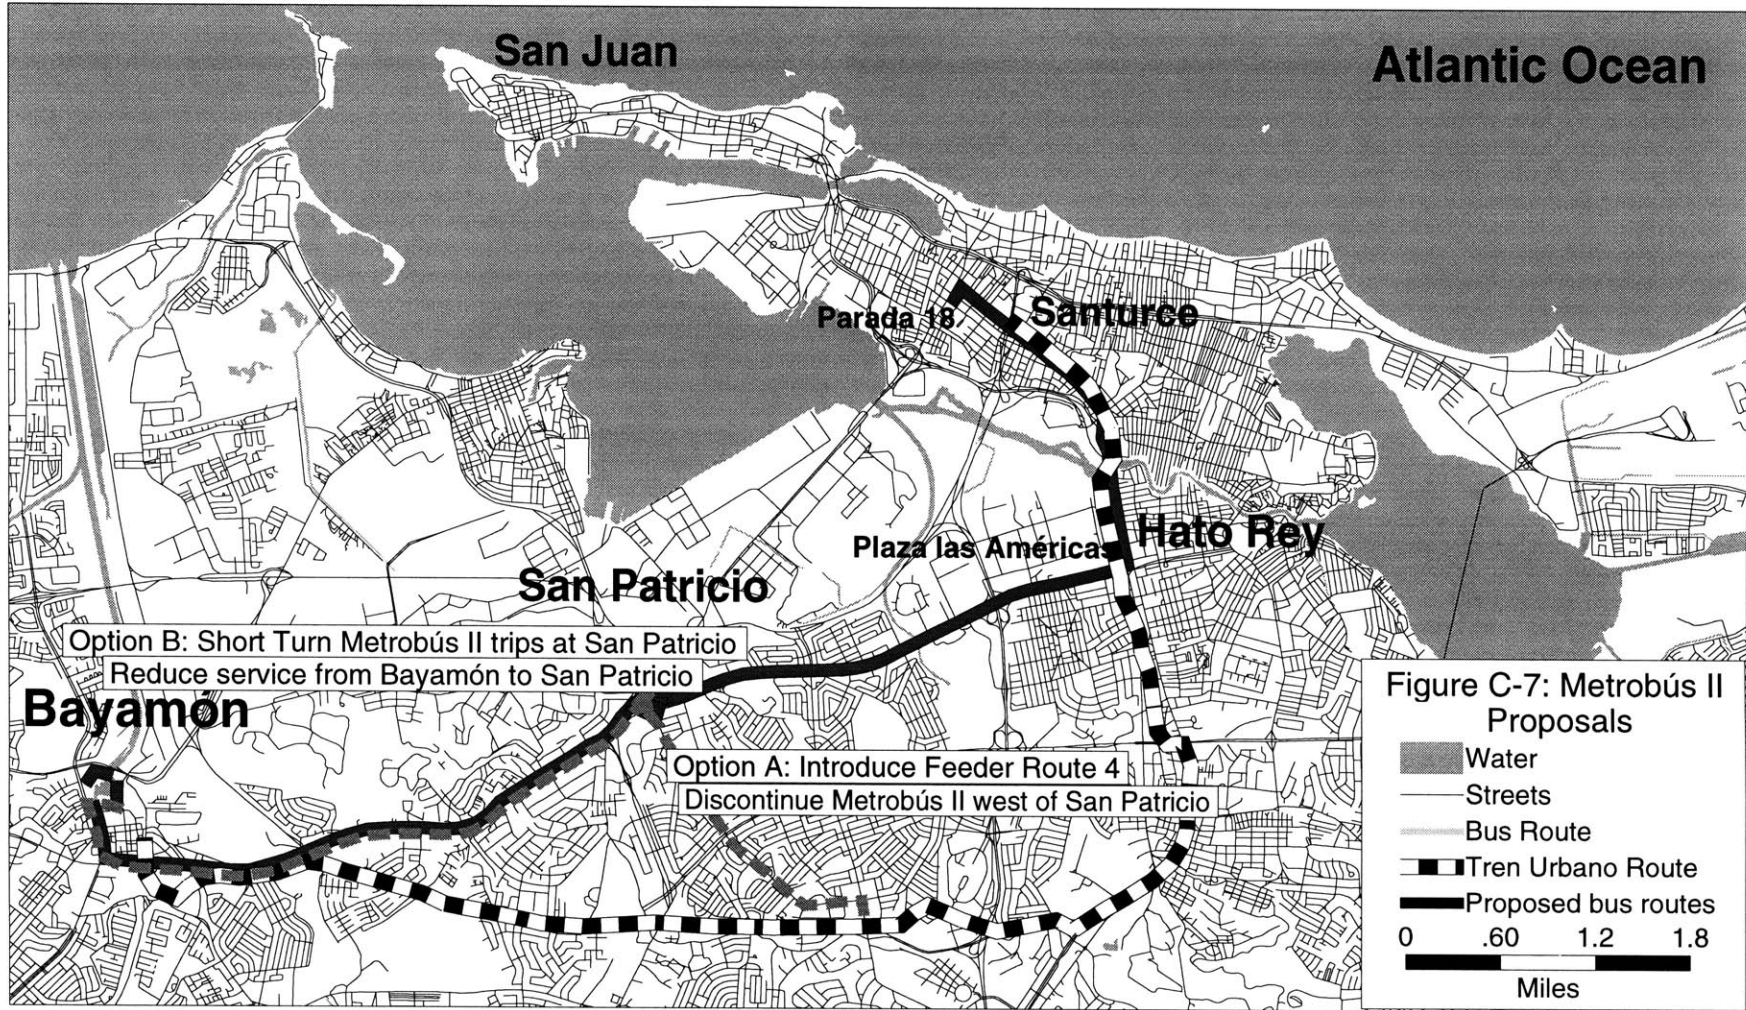 San Juan
Atlantic Ocean
Parada 18
Santurce
Plaza las Américas
Hato Rey
San Patricio
Option B: Short Turn Metrobús II trips at San Patricio
Reduce service from Bayamón to San Patricio
Bayamón
Option A: Introduce Feeder Route 4
Discontinue Metrobús II west of San Patricio
Figure C-7: Metrobús II
Proposals
Water
Streets
Bus Route
Tren Urbano Route
Proposed bus routes
0 .60 1.2 1.8
Miles